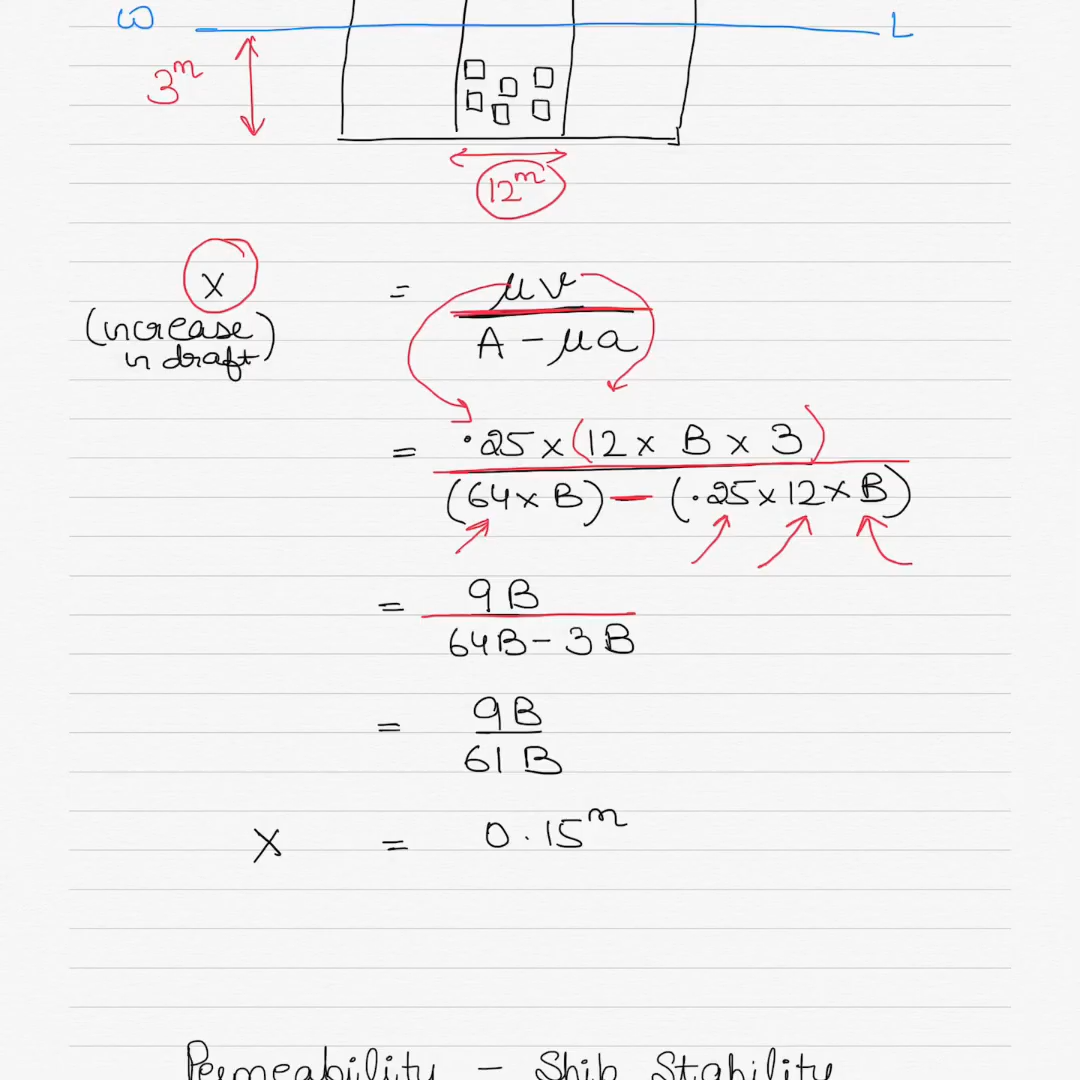 W L
3m
12m
x = μv
(increase in draft) A - μa
= .25 x (12 x B x 3)
(64 x B) - (.25 x 12 x B)
= 9B
64B - 3B
= 9B
61B
x = 0.15m
Permeability - Ship Stability